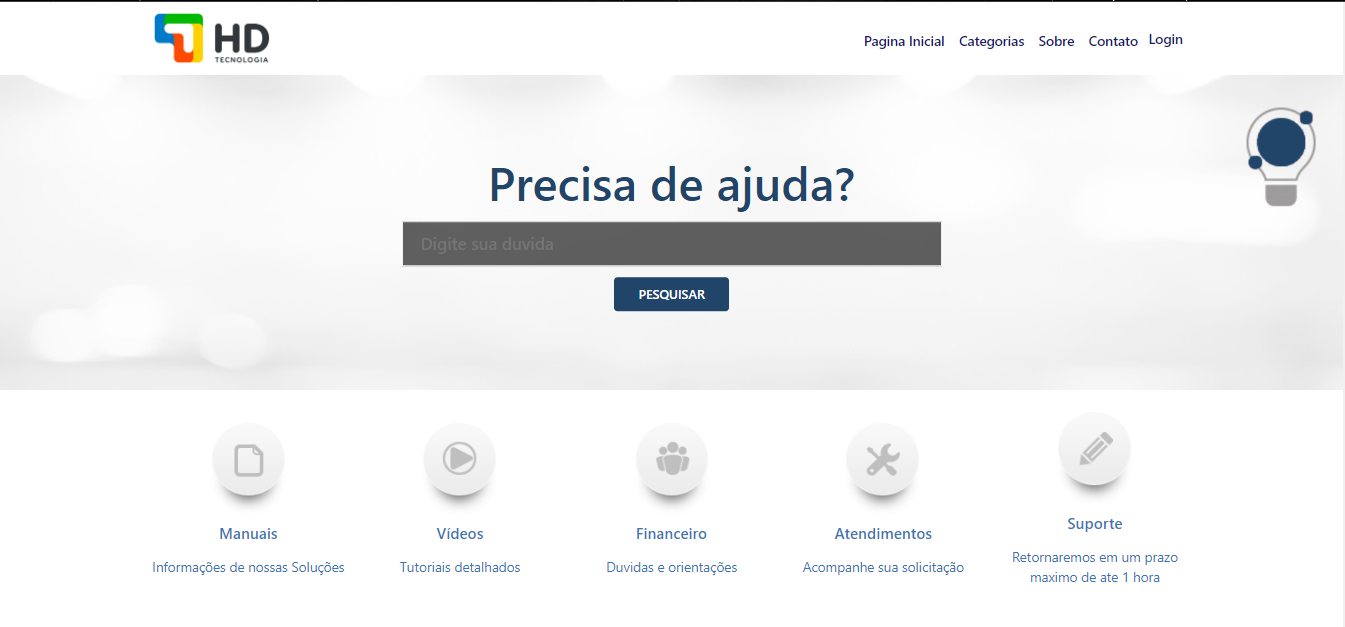 HD
TECNOLOGIA
Pagina Inicial Categorias Sobre Contato Login
Precisa de ajuda?
Digite sua duvida
PESQUISAR
Manuais
Informações de nossas Soluções
Vídeos
Tutoriais detalhados
Financeiro
Duvidas e orientações
Atendimentos
Acompanhe sua solicitação
Suporte
Retornaremos em um prazo
maximo de ate 1 hora